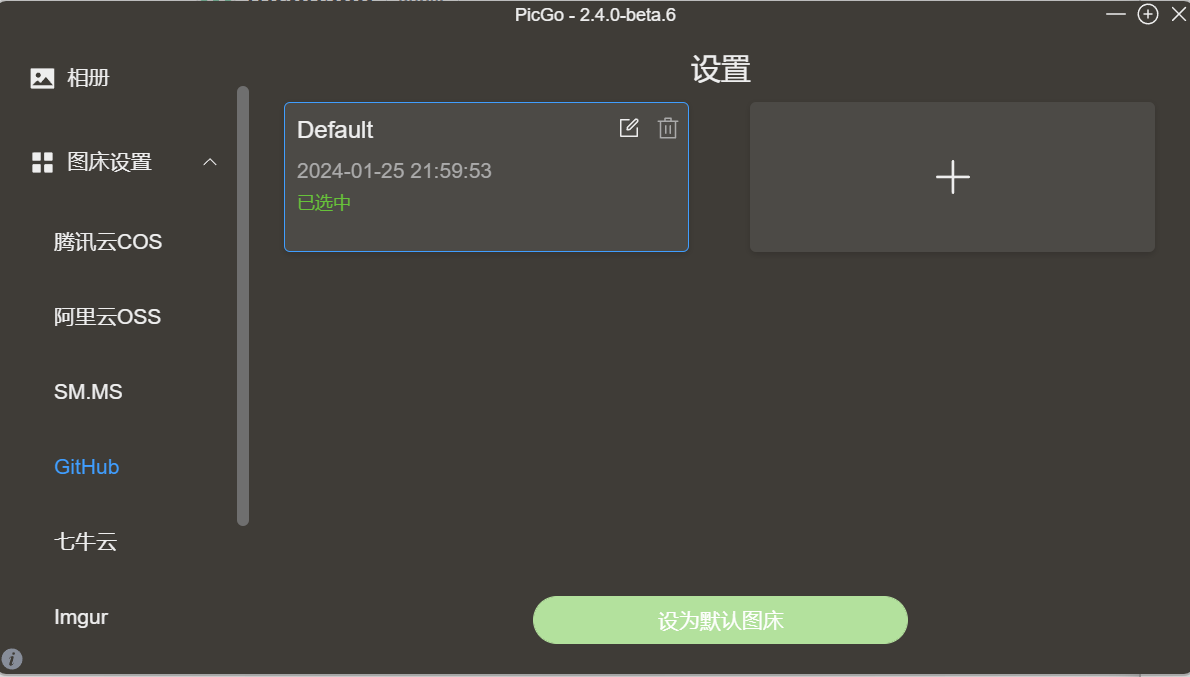 PicGo - 2.4.0-beta.6
相册
图床设置
腾讯云COS
阿里云OSS
SM.MS
GitHub
七牛云
Imgur
设置
Default
2024-01-25 21:59:53
已选中
设为默认图床